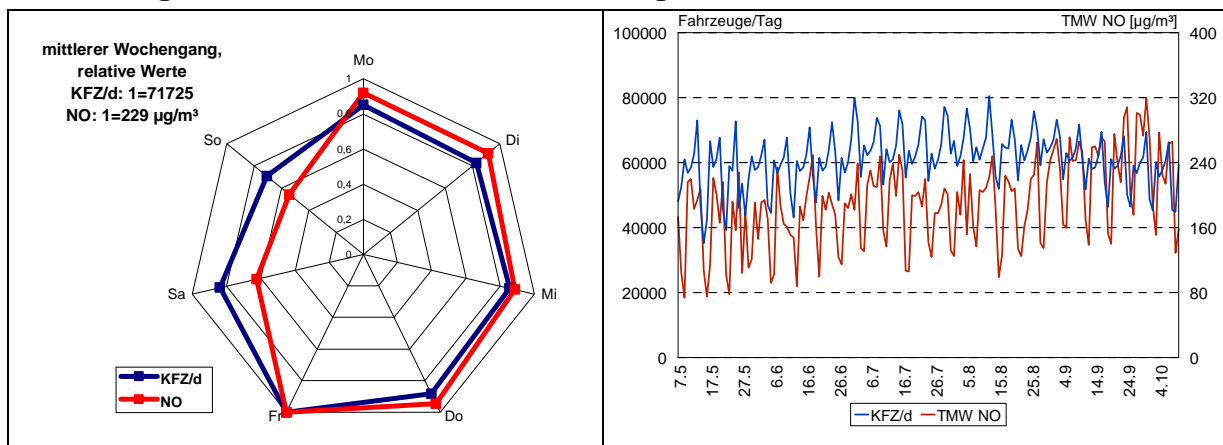 mittlerer Wochengang,
relative Werte
KFZ/d: 1=71725
NO: 1=229 µg/m³
Mo
Di
Mi
Do
Fr
Sa
So
1
0,8
0,6
0,4
0,2
0
KFZ/d
NO
Fahrzeuge/Tag
TMW NO [µg/m³]
100000
80000
60000
40000
20000
0
400
320
240
160
80
0
7.5
17.5
27.5
6.6
16.6
26.6
6.7
16.7
26.7
5.8
15.8
25.8
4.9
14.9
24.9
4.10
KFZ/d
TMW NO